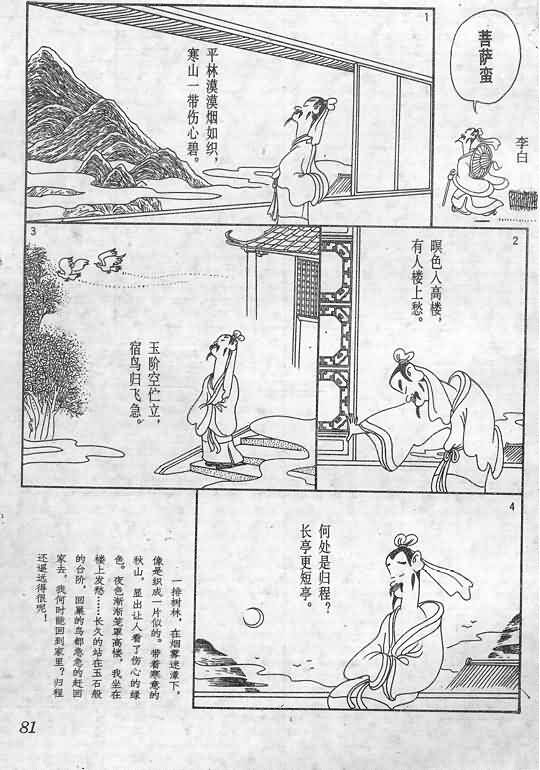 菩萨蛮
李白
1
平林漠漠烟如织，
寒山一带伤心碧。
2
暝色入高楼，
有人楼上愁。
3
玉阶空伫立，
宿鸟归飞急。
4
何处是归程？
长亭更短亭。
一排树林，在烟雾迷濛下，
像是织成一片似的。带着寒意的
秋山，显出让人看了伤心的绿
色。夜色渐渐笼罩高楼，我坐在
楼上发愁……长久的站在玉石般
的台阶，回巢的鸟都急急的赶回
家去，我何时能回到家里？归程
还遥远得很呢！
81